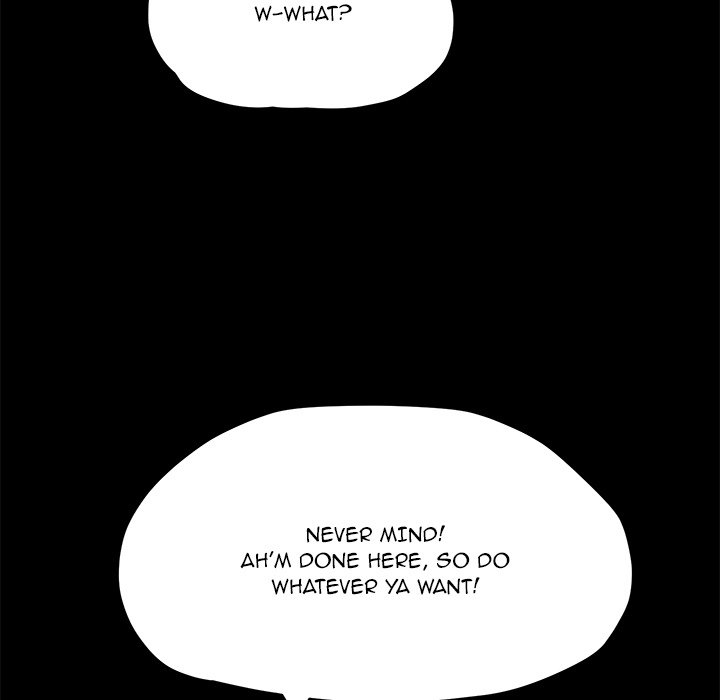 W-WHAT?
NEVER MIND!
AH'M DONE HERE, SO DO
WHATEVER YA WANT!